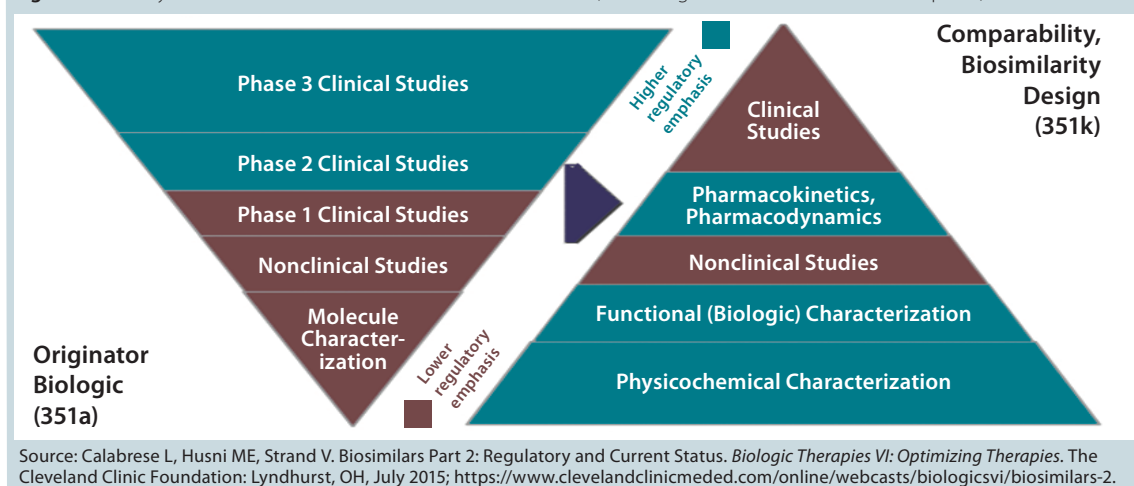 Phase 3 Clinical Studies
Phase 2 Clinical Studies
Phase 1 Clinical Studies
Nonclinical Studies
Molecule
Character-
ization
Originator
Biologic
(351a)
Higher
regulatory
emphasis
Lower
regulatory
emphasis
Comparability,
Biosimilarity
Design
(351k)
Clinical
Studies
Pharmacokinetics,
Pharmacodynamics
Nonclinical Studies
Functional (Biologic) Characterization
Physicochemical Characterization
Source: Calabrese L, Husni ME, Strand V. Biosimilars Part 2: Regulatory and Current Status. Biologic Therapies VI: Optimizing Therapies. The
Cleveland Clinic Foundation: Lyndhurst, OH, July 2015; https://www.clevelandclinicmeded.com/online/webcasts/biologicsvi/biosimilars-2.